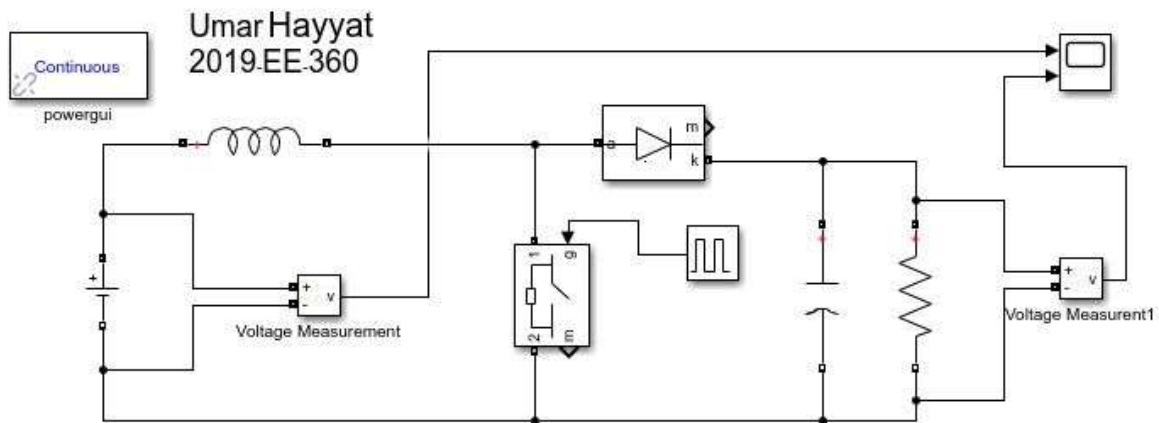 Umar Hayyat
2019-EE-360
Continuous
powergui
a
m
k
1
g
2
m
+
+
-
v
Voltage Measurement
+
-
v
Voltage Measurent1
+
+
+